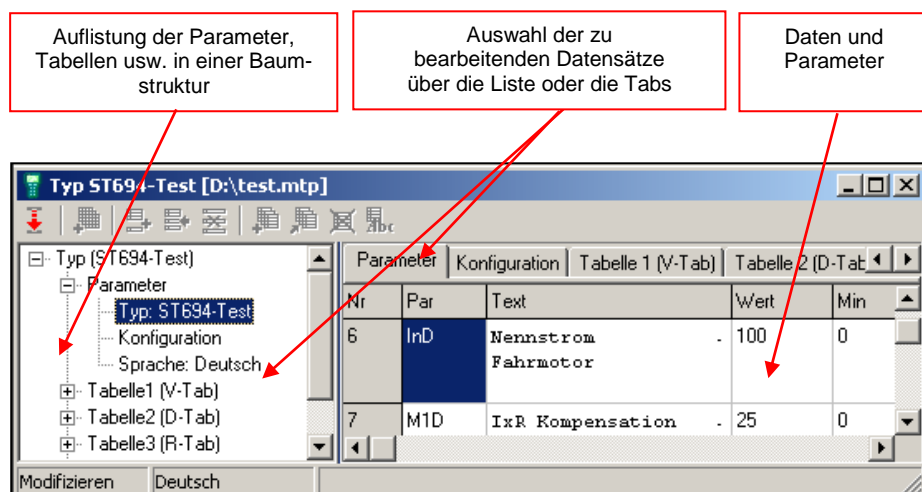 Auflistung der Parameter,
Tabellen usw. in einer Baum-
struktur
Auswahl der zu
bearbeitenden Datensätze
über die Liste oder die Tabs
Daten und
Parameter
Typ ST694-Test [D:\test.mtp]
Abc
Typ (ST694-Test)
Parameter
Typ: ST694-Test
Konfiguration
Sprache: Deutsch
Tabelle1 (V-Tab)
Tabelle2 (D-Tab)
Tabelle3 (R-Tab)
Parameter Konfiguration Tabelle 1 (V-Tab) Tabelle 2 (D-Tab
Nr Par Text Wert Min
6 InD Nennstrom - 100 0
Fahrmotor
7 M1D IxR Kompensation - 25 0
Modifizieren Deutsch